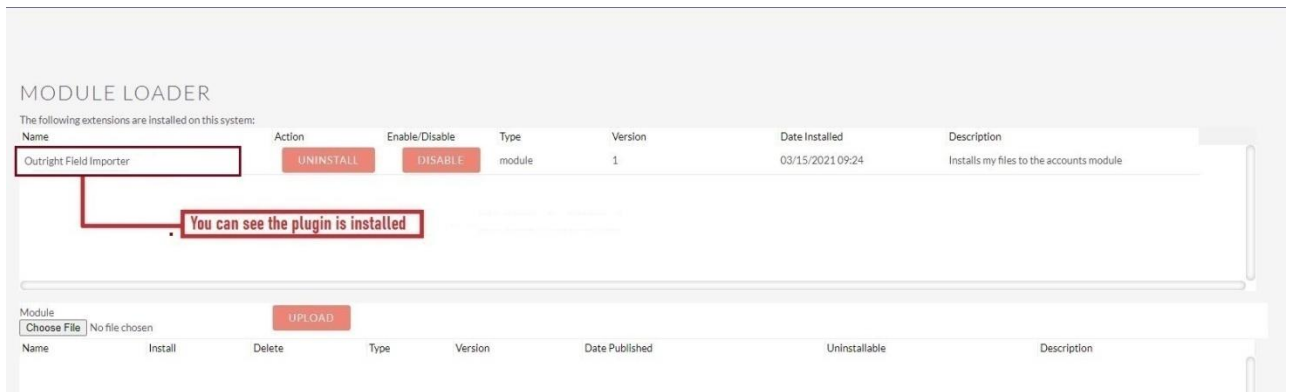 MODULE LOADER
The following extensions are installed on this system:
Name Action Enable/Disable Type Version Date Installed Description
Outright Field Importer UNINSTALL DISABLE module 1 03/15/2021 09:24 Installs my files to the accounts module
You can see the plugin is installed
Module
Choose File No file chosen UPLOAD
Name Install Delete Type Version Date Published Uninstallable Description